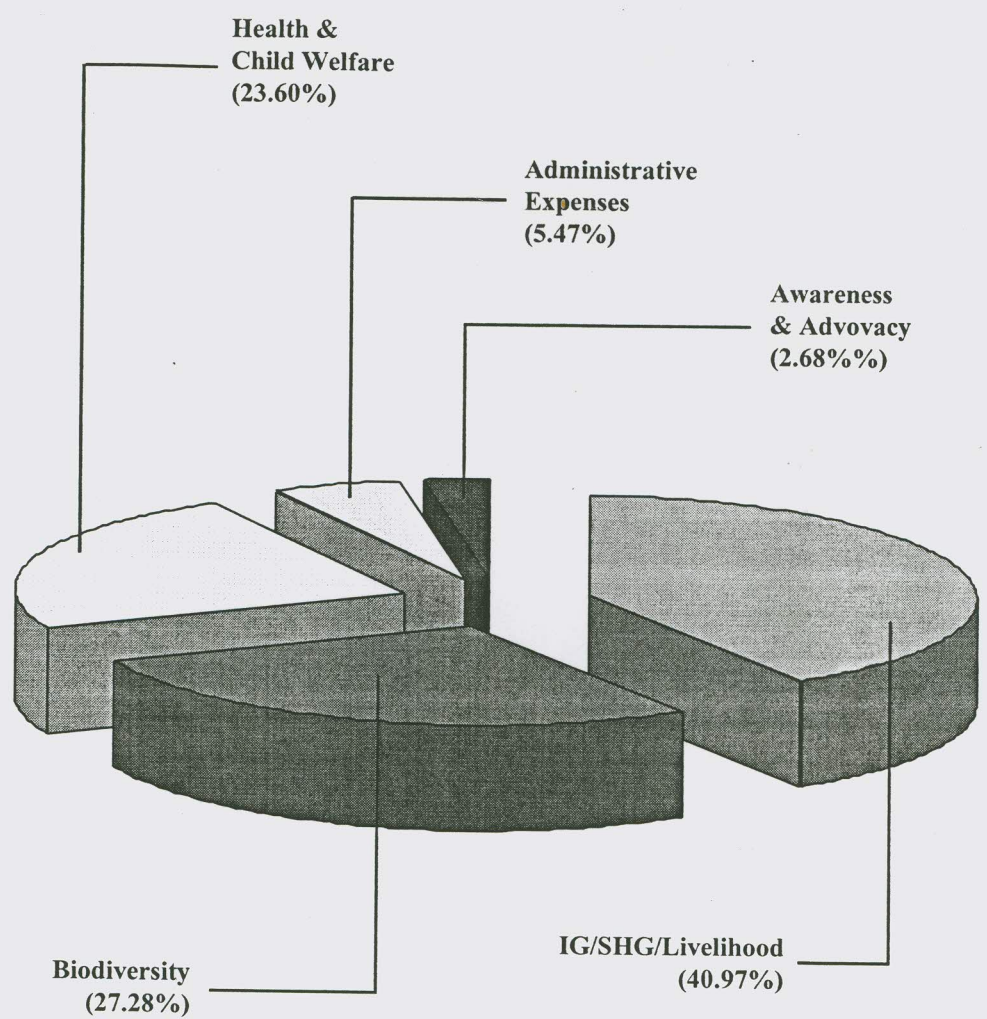 Health &
Child Welfare
(23.60%)
Administrative
Expenses
(5.47%)
Awareness
& Advovacy
(2.68%%)
IG/SHG/Livelihood
(40.97%)
Biodiversity
(27.28%)